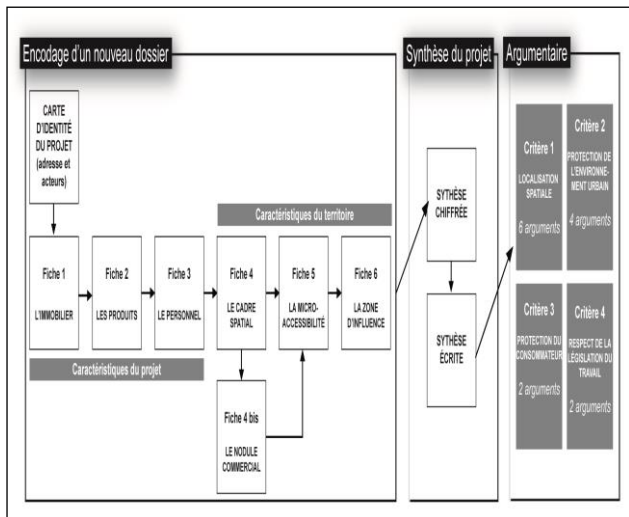 Encodage d'un nouveau dossier
CARTE
D'IDENTITÉ
DU PROJET
(adresse et
acteurs)
Caractéristiques du territoire
Fiche 1
L'IMMOBILIER
Fiche 2
LES PRODUITS
Fiche 3
LE PERSONNEL
Fiche 4
LE CADRE
SPATIAL
Fiche 5
LA MICRO-
ACCESSIBILITÉ
Fiche 6
LA ZONE
D'INFLUENCE
Caractéristiques du projet
Fiche 4 bis
LE NODULE
COMMERCIAL
Synthèse du projet
SYTHÈSE
CHIFFRÉE
SYTHÈSE
ÉCRITE
Argumentaire
Critère 1
LOCALISATION
SPATIALE
6 arguments
Critère 2
PROTECTION DE
L'ENVIRONNE-
MENT URBAIN
4 arguments
Critère 3
PROTECTION DU
CONSOMMATEUR
2 arguments
Critère 4
RESPECT DE LA
LÉGISLATION DU
TRAVAIL
2 arguments